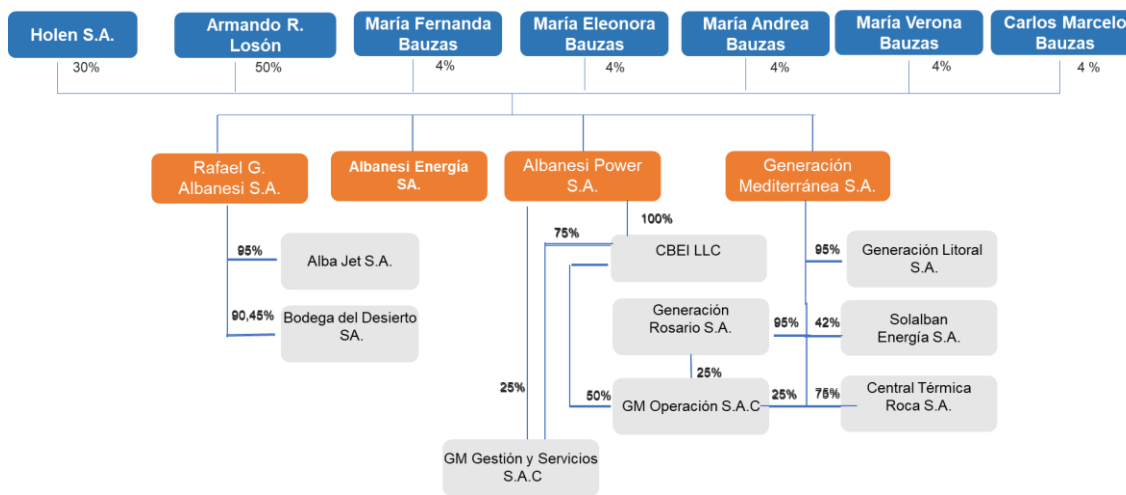 Holen S.A.
Armando R.
Losón
María Fernanda
Bauzas
María Eleonora
Bauzas
María Andrea
Bauzas
María Verona
Bauzas
Carlos Marcelo
Bauzas
30%
50%
4%
4%
4%
4%
4 %
Rafael G.
Albanesi S.A.
Albanesi Energía
SA.
Albanesi Power
S.A.
Generación
Mediterránea S.A.
95%
Alba Jet S.A.
75%
100%
CBEI LLC
95%
Generación Litoral
S.A.
90,45%
Bodega del Desierto
SA.
Generación
Rosario S.A.
95%
42%
Solalban
Energía S.A.
25%
25%
50%
GM Operación S.A.C
25%
75%
Central Térmica
Roca S.A.
GM Gestión y Servicios
S.A.C